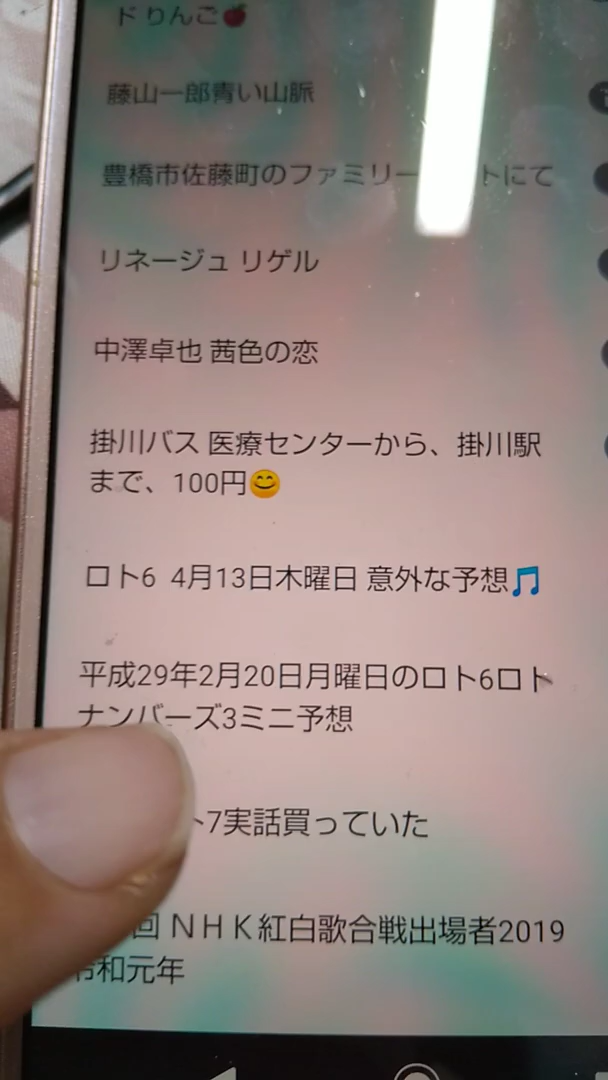 ド りんご🍎
藤山一郎青い山脈
豊橋市佐藤町のファミリー トにて
リネージュ リゲル
中澤卓也 茜色の恋
掛川バス 医療センターから、掛川駅
まで、100円😊
ロト6 4月13日木曜日 意外な予想🎵
平成29年2月20日月曜日のロト6ロト
ナンバーズ3ミニ予想
ト7実話買っていた
回 ＮＨＫ紅白歌合戦出場者2019
令和元年